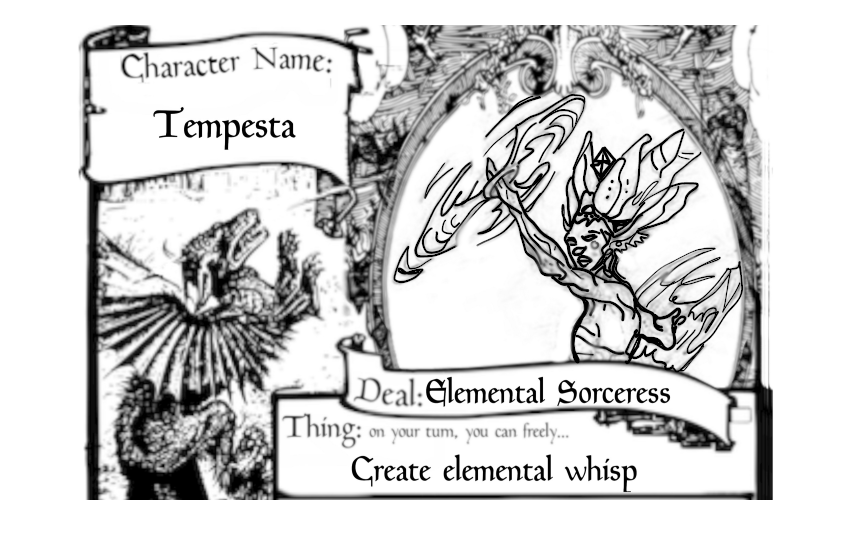 Character Name:
Tempesta
Deal: Elemental Sorceress
Thing: on your turn, you can freely...
Create elemental whisp